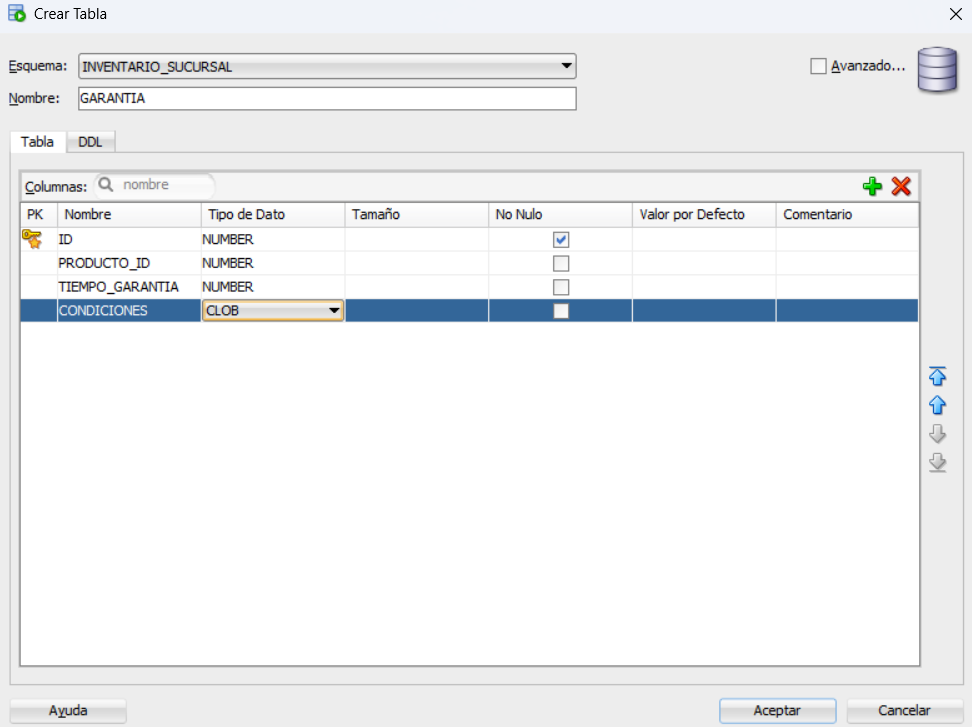 Crear Tabla
Esquema: INVENTARIO_SUCURSAL Avanzado...
Nombre: GARANTIA
Tabla DDL
Columnas: nombre
PK Nombre Tipo de Dato Tamaño No Nulo Valor por Defecto Comentario
ID NUMBER
PRODUCTO_ID NUMBER
TIEMPO_GARANTIA NUMBER
CONDICIONES CLOB
Ayuda Aceptar Cancelar